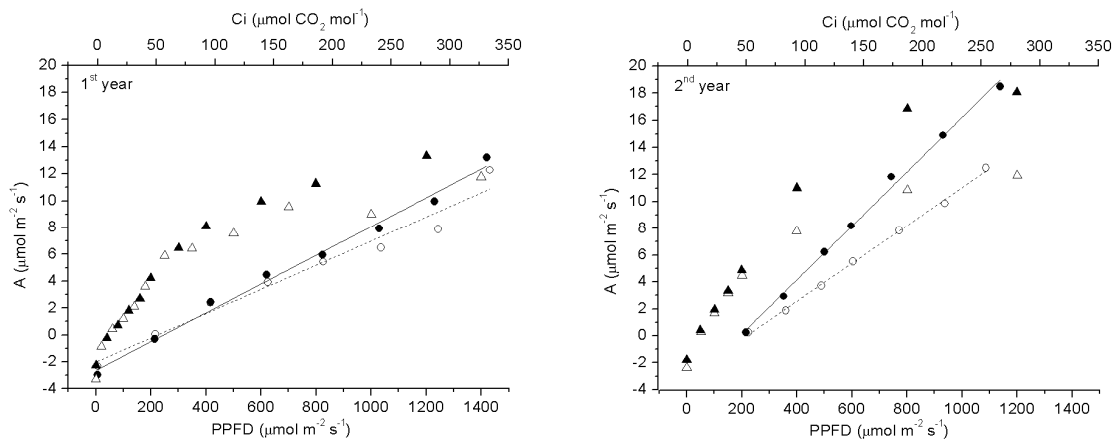 Ci (μmol CO2 mol-1)
0 50 100 150 200 250 300 350
20
18
16
14
12
10
8
6
4
2
0
-2
-4
1st year
A (μmol m-2 s-1)
0 200 400 600 800 1000 1200 1400
PPFD (μmol m-2 s-1)
Ci (μmol CO2 mol-1)
0 50 100 150 200 250 300 350
20
18
16
14
12
10
8
6
4
2
0
-2
-4
2nd year
A (μmol m-2 s-1)
0 200 400 600 800 1000 1200 1400
PPFD (μmol m-2 s-1)